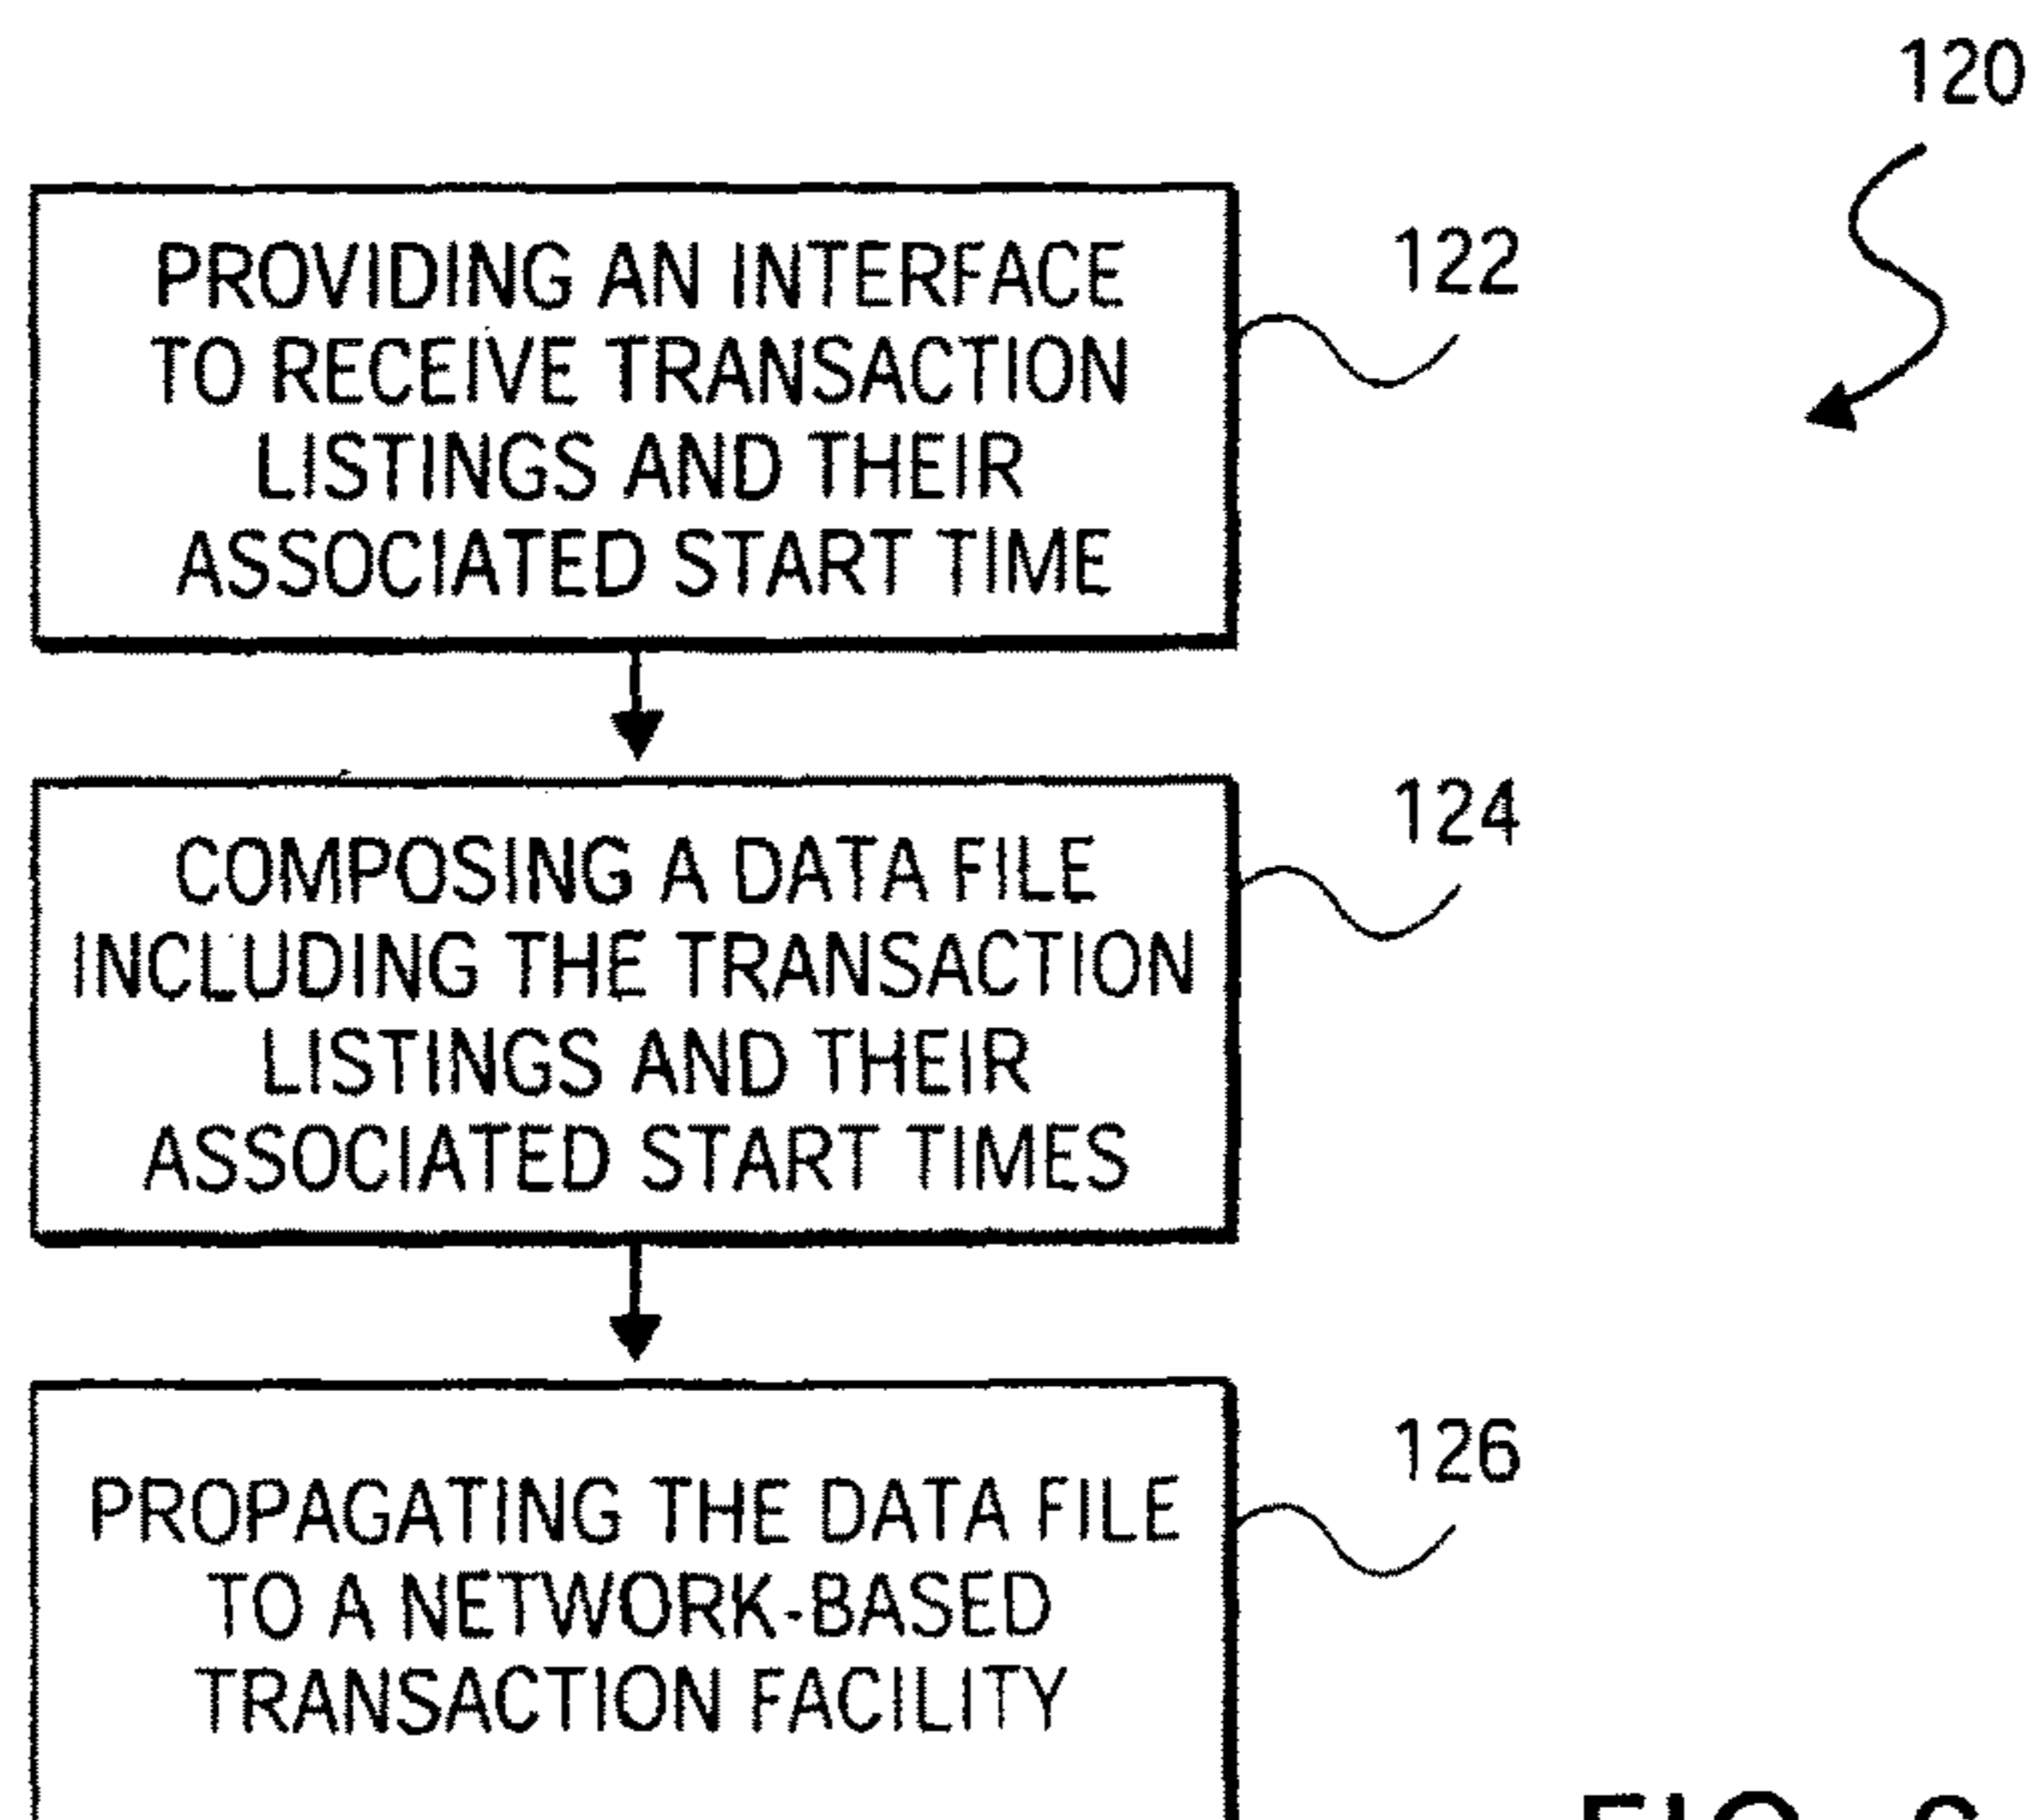 120
PROVIDING AN INTERFACE
TO RECEIVE TRANSACTION
LISTINGS AND THEIR
ASSOCIATED START TIME
122
COMPOSING A DATA FILE
INCLUDING THE TRANSACTION
LISTINGS AND THEIR
ASSOCIATED START TIMES
124
PROPAGATING THE DATA FILE
TO A NETWORK-BASED
TRANSACTION FACILITY
126